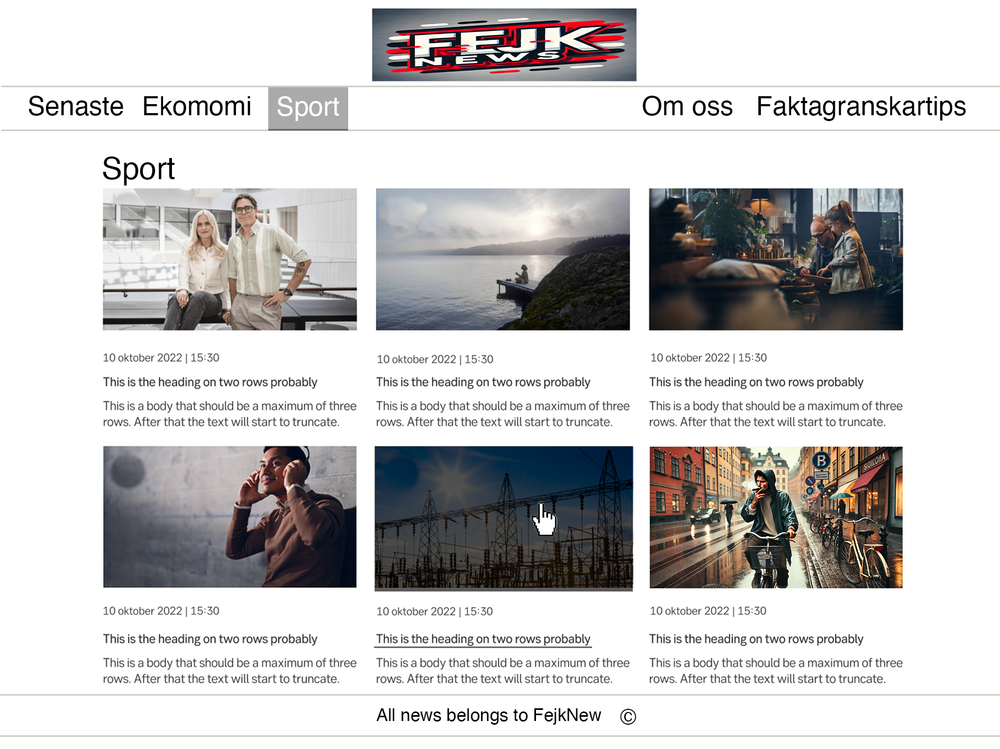 FEJK
NEWS
Senaste Ekomomi Sport Om oss Faktagranskartips
Sport
10 oktober 2022 | 15:30
This is the heading on two rows probably
This is a body that should be a maximum of three
rows. After that the text will start to truncate.
10 oktober 2022 | 15:30
This is the heading on two rows probably
This is a body that should be a maximum of three
rows. After that the text will start to truncate.
10 oktober 2022 | 15:30
This is the heading on two rows probably
This is a body that should be a maximum of three
rows. After that the text will start to truncate.
B
10 oktober 2022 | 15:30
This is the heading on two rows probably
This is a body that should be a maximum of three
rows. After that the text will start to truncate.
10 oktober 2022 | 15:30
This is the heading on two rows probably
This is a body that should be a maximum of three
rows. After that the text will start to truncate.
10 oktober 2022 | 15:30
This is the heading on two rows probably
This is a body that should be a maximum of three
rows. After that the text will start to truncate.
All news belongs to FejkNew ©